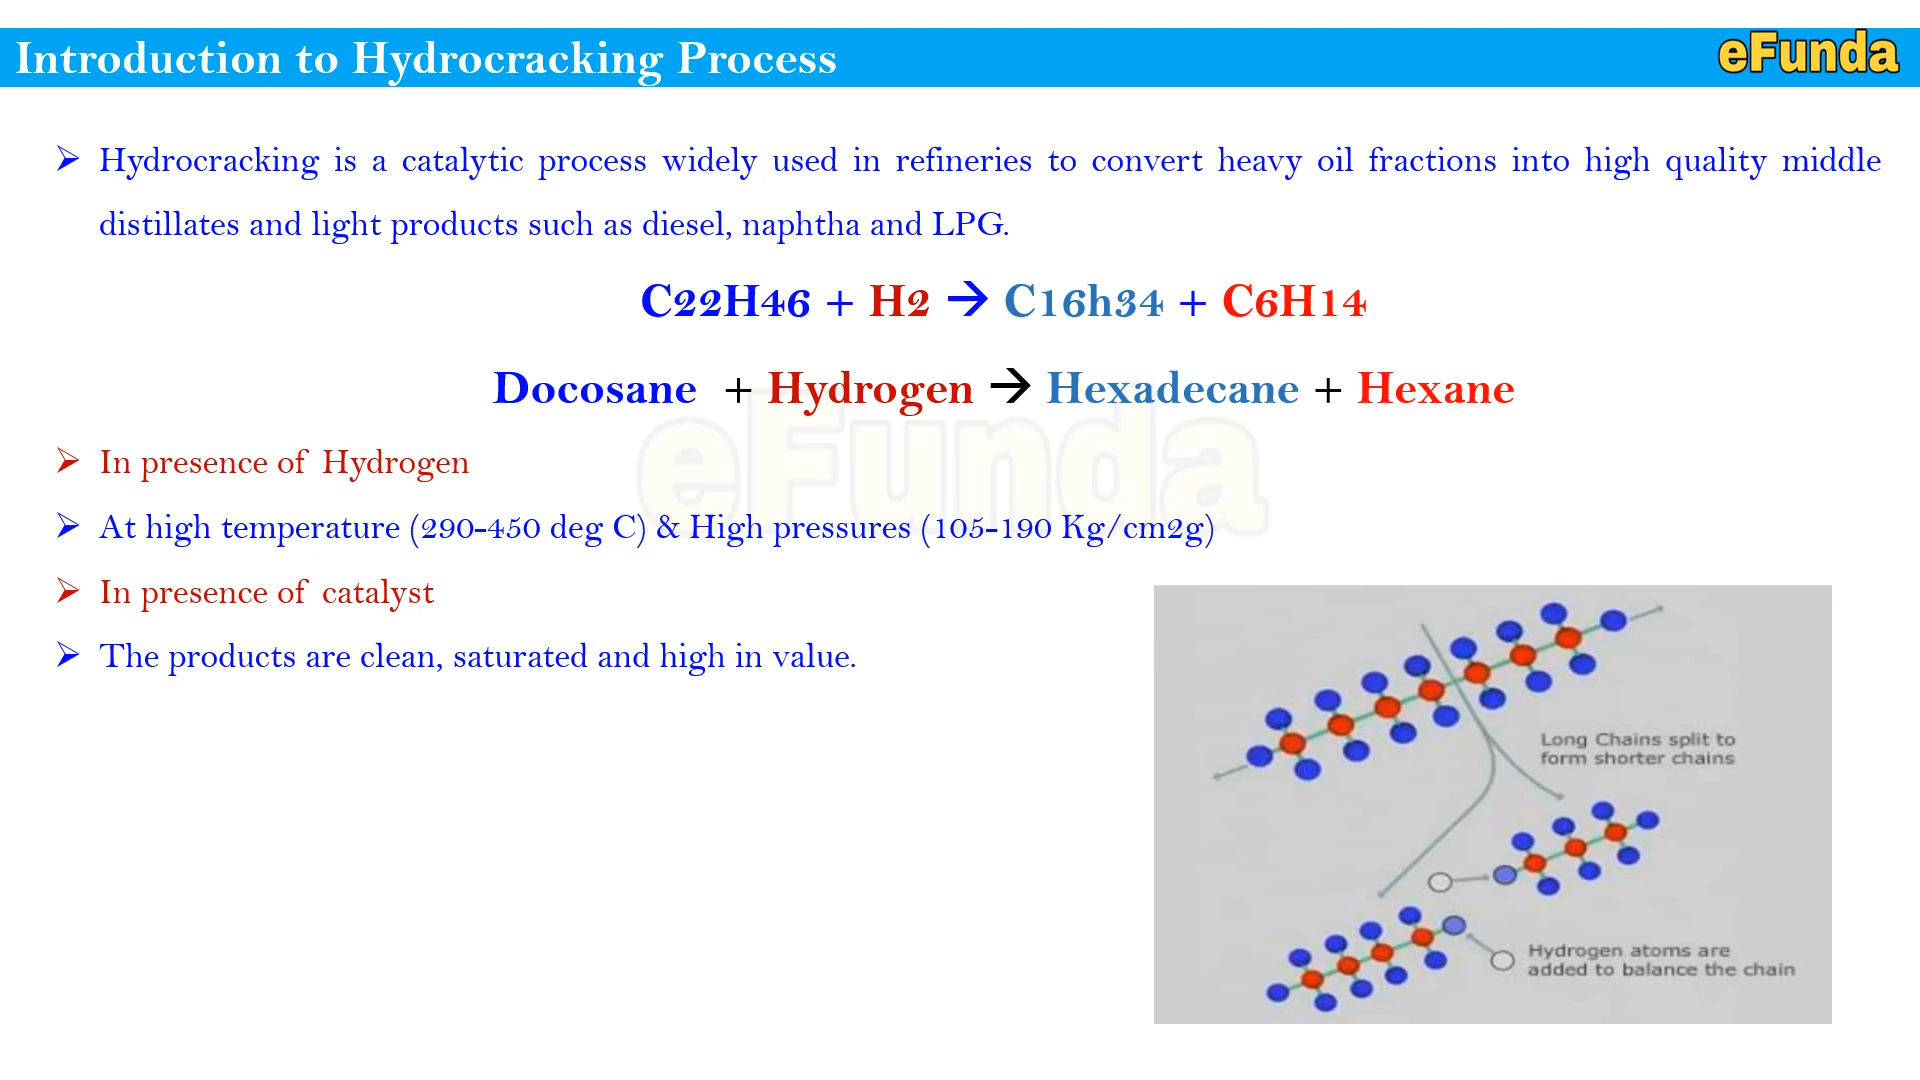 Introduction to Hydrocracking Process
eFunda
➢ Hydrocracking is a catalytic process widely used in refineries to convert heavy oil fractions into high quality middle
distillates and light products such as diesel, naphtha and LPG.
C22H46 + H2 → C16h34 + C6H14
Docosane + Hydrogen → Hexadecane + Hexane
eFunda
➢ In presence of Hydrogen
➢ At high temperature (290-450 deg C) & High pressures (105-190 Kg/cm2g)
➢ In presence of catalyst
➢ The products are clean, saturated and high in value.
Long Chains split to
form shorter chains
Hydrogen atoms are
added to balance the chain